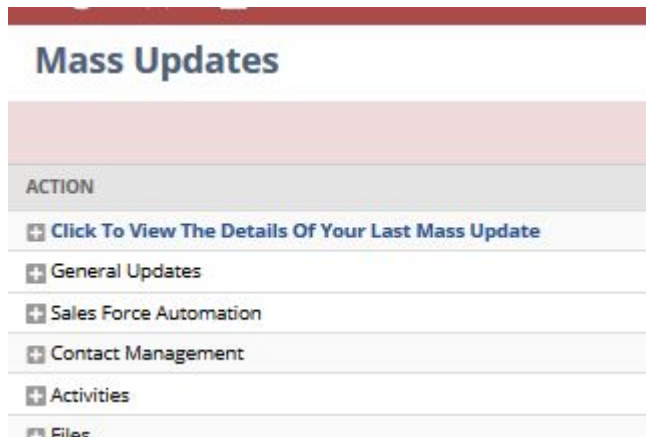 Mass Updates
ACTION
Click To View The Details Of Your Last Mass Update
General Updates
Sales Force Automation
Contact Management
Activities
Files